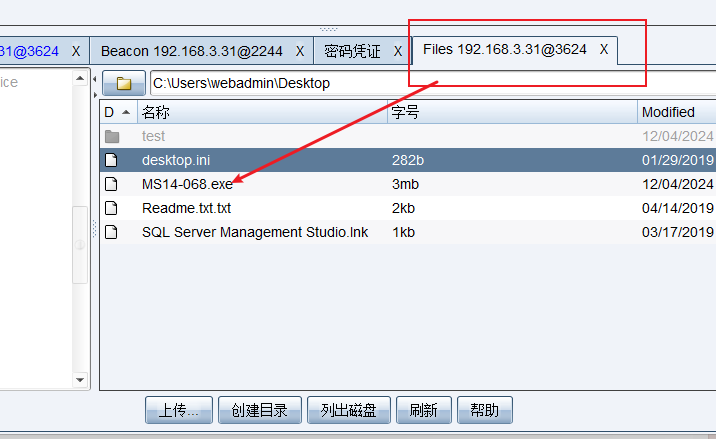 31@3624 X Beacon 192.168.3.31@2244 X 密码凭证 X Files 192.168.3.31@3624 X
ice C:\Users\webadmin\Desktop
D 名称 字号 Modified
test 12/04/2024
desktop.ini 282b 01/29/2019
MS14-068.exe 3mb 12/04/2024
Readme.txt.txt 2kb 04/14/2019
SQL Server Management Studio.lnk 1kb 03/17/2019
上传... 创建目录 列出磁盘 刷新 帮助